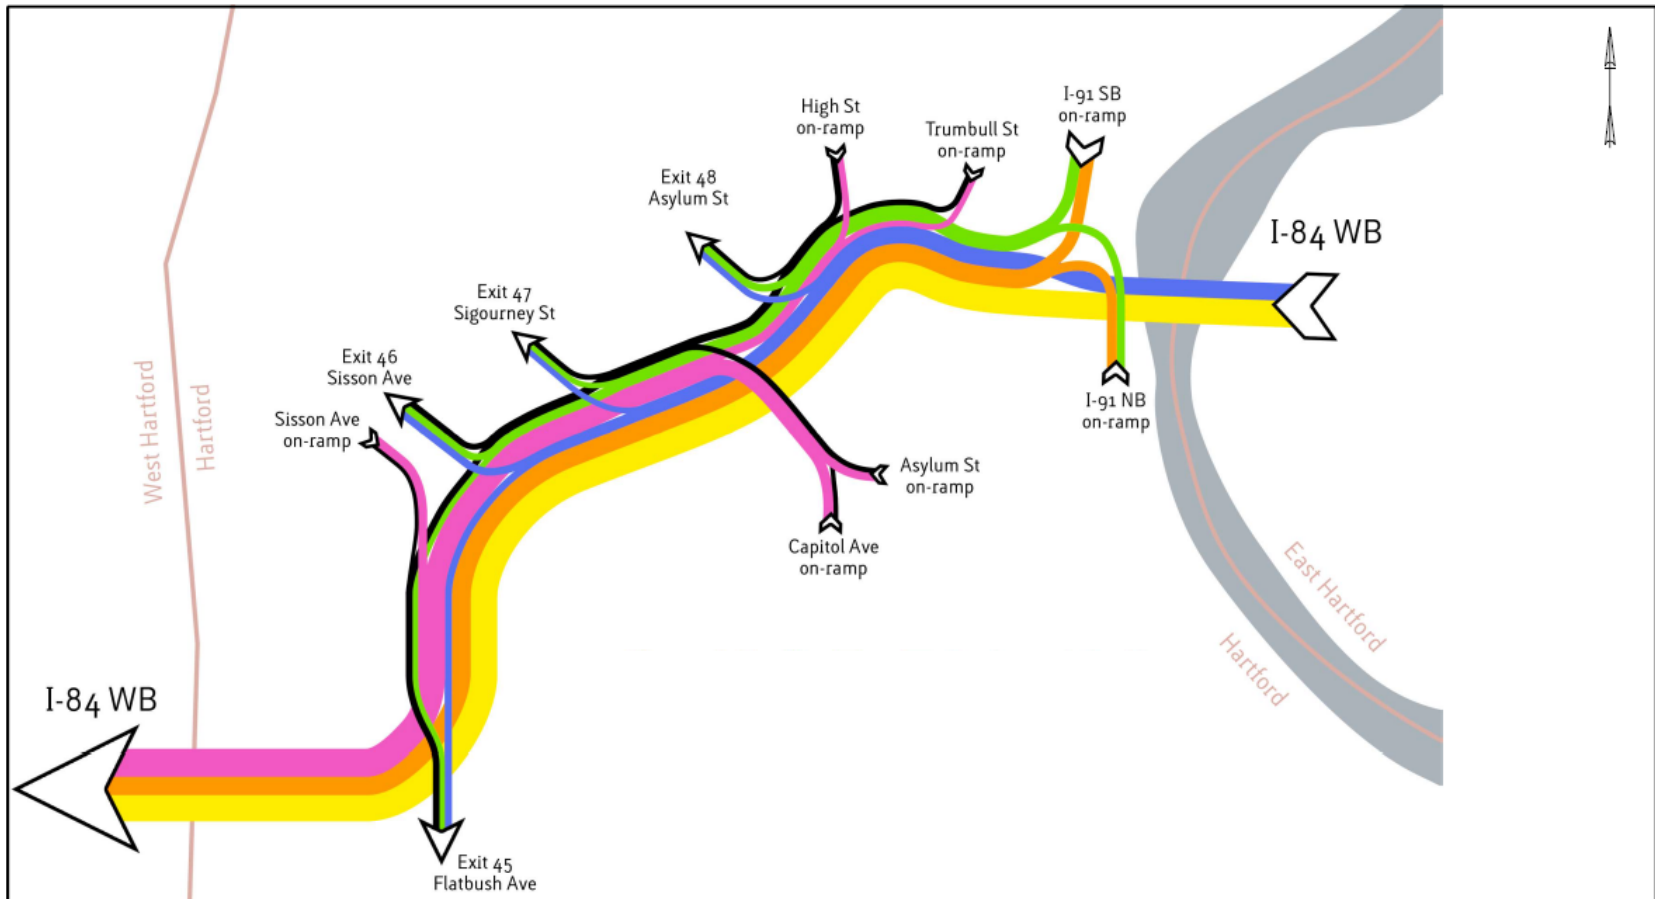 I-91 SB
on-ramp
High St
on-ramp
Trumbull St
on-ramp
Exit 48
Asylum St
I-84 WB
Exit 47
Sigourney St
Exit 46
Sisson Ave
Sisson Ave
on-ramp
West Hartford
Hartford
I-91 NB
on-ramp
Asylum St
on-ramp
Capitol Ave
on-ramp
East Hartford
Hartford
I-84 WB
Exit 45
Flatbush Ave